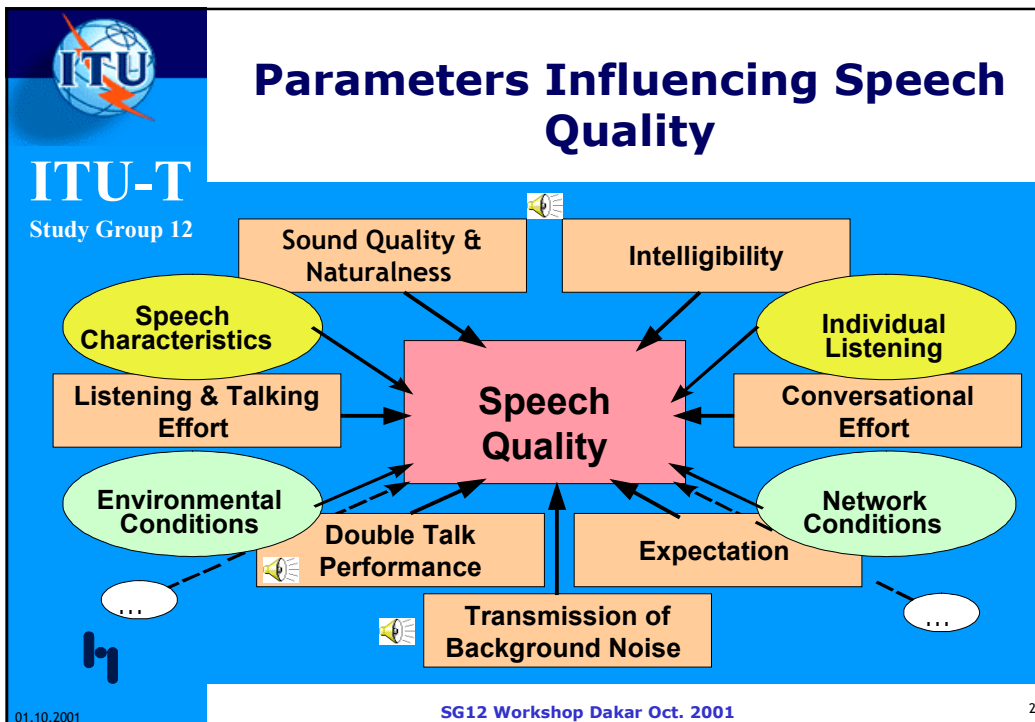 ITU
Parameters Influencing Speech
Quality
ITU-T
Study Group 12
Sound Quality &
Naturalness
Intelligibility
Speech
Characteristics
Individual
Listening
Listening & Talking
Effort
Speech
Quality
Conversational
Effort
Environmental
Conditions
Network
Conditions
Double Talk
Performance
Expectation
...
...
Transmission of
Background Noise
01.10.2001
SG12 Workshop Dakar Oct. 2001